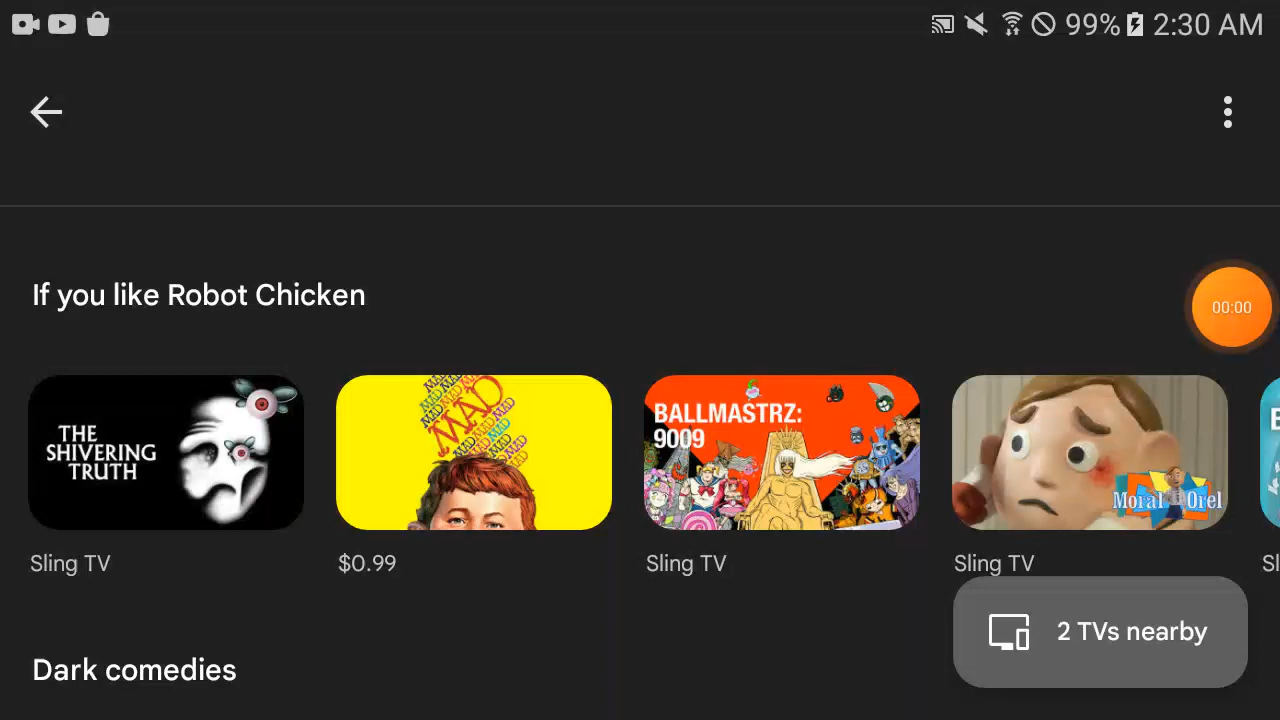 99% 2:30 AM
If you like Robot Chicken
00:00
THE
SHIVERING
TRUTH
MAD
BALLMASTRZ:
9009
Moral Orel
Sling TV
$0.99
Sling TV
Sling TV
2 TVs nearby
Dark comedies